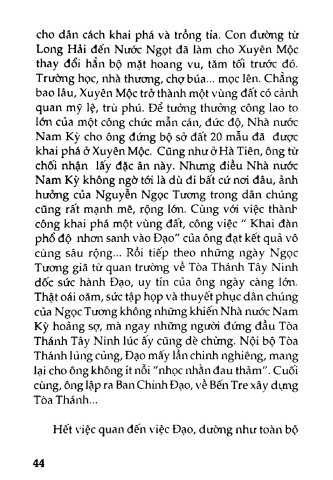 cho dân cách khai phá và trồng tỉa. Con đường từ
Long Hải đến Nước Ngọt đã làm cho Xuyên Mộc
thay đổi hẳn bộ mặt hoang vu, tăm tối trước đó.
Trường học, nhà thương, chợ búa... mọc lên. Chẳng
bao lâu, Xuyên Mộc trở thành một vùng đất có cảnh
quan mỹ lệ, trù phú. Để tưởng thưởng công lao to
lớn của một công chức mẫn cán, đức độ, Nhà nước
Nam Kỳ cho ông đứng bộ sở đất 20 mẫu đã được
khai phá ở Xuyên Mộc. Cũng như ở Hà Tiên, ông từ
chối nhận lấy đặc ân này. Nhưng điều Nhà nước
Nam Kỳ không ngờ tới là dù đi bất cứ nơi đâu, ảnh
hưởng của Nguyễn Ngọc Tương trong dân chúng
cũng rất mạnh mẽ, rộng lớn. Cùng với việc thành
công khai phá một vùng đất, công việc “ Khai đàn
phổ độ nhơn sanh vào Đạo” của ông đạt kết quả vô
cùng sâu rộng... Rồi tiếp theo những ngày Ngọc
Tương giã từ quan trường về Tòa Thánh Tây Ninh
dốc sức hành Đạo, uy tín của ông ngày càng lớn.
Thật oái oăm, sức tập họp và thuyết phục dân chúng
của Ngọc Tương không những khiến Nhà nước Nam
Kỳ hoảng sợ, mà ngay những người đứng đầu Tòa
Thánh Tây Ninh lúc ấy cũng dè chừng. Nội bộ Tòa
Thánh lủng củng, Đạo mấy lần chinh nghiêng, mang
lại cho ông không ít nỗi “nhọc nhằn đau thảm”. Cuối
cùng, ông lập ra Ban Chỉnh Đạo, về Bến Tre xây dựng
Tòa Thánh...
Hết việc quan đến việc Đạo, dường như toàn bộ
44